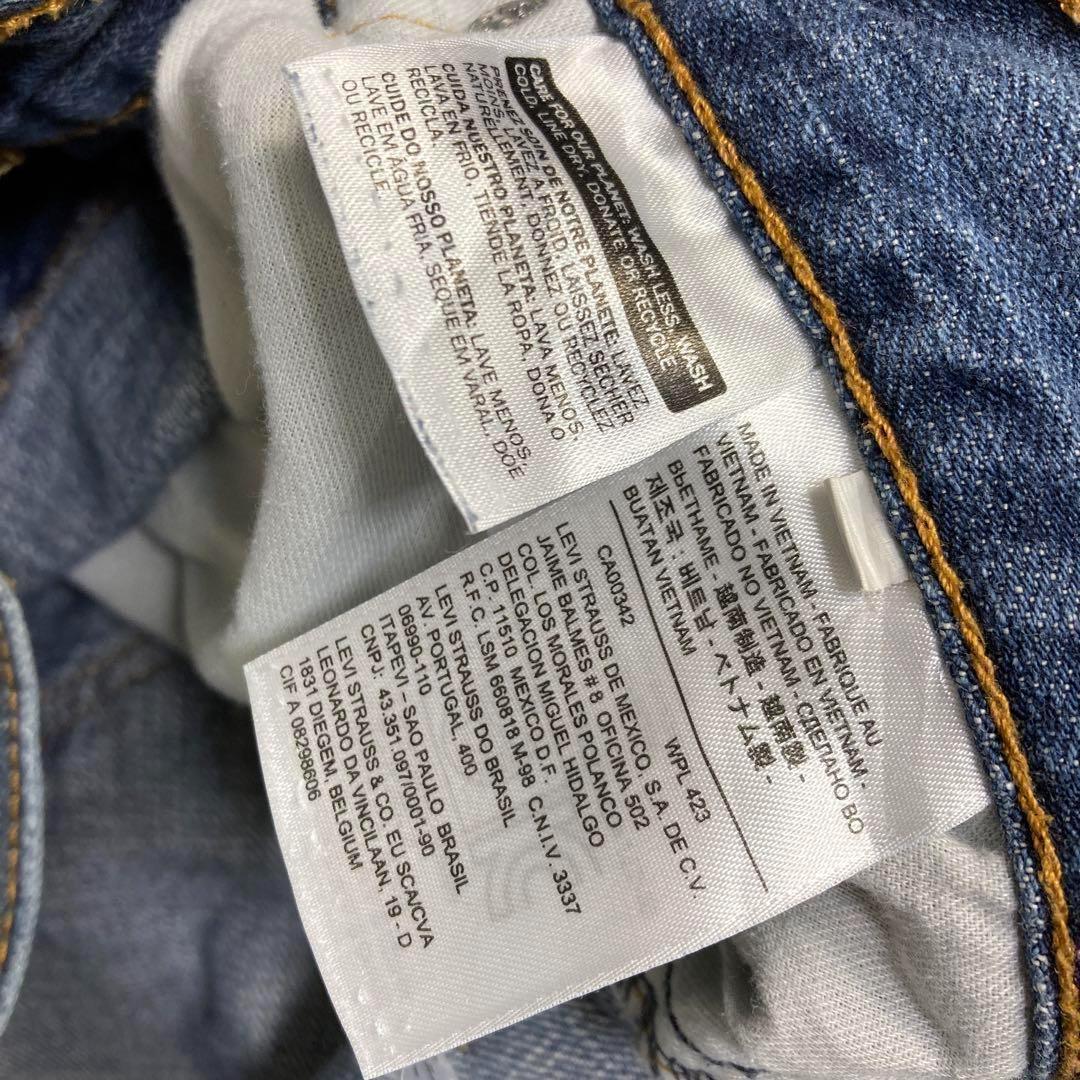 CARE FOR OUR PLANET: WASH LESS, WASH
COLD, LINE DRY, DONATE OR RECYCLE
PRENEZ SOIN DE NOTRE PLANÈTE: LAVEZ
MOINS, LAVEZ À FROID, LAISSEZ SÉCHER
NATURELLEMENT, DONNEZ OU RECYCLEZ
CUIDA NUESTRO PLANETA: LAVA MENOS,
LAVA EN FRIO, TIENDE LA ROPA, DONA O
RECICLA
CUIDE DO NOSSO PLANETA: LAVE MENOS,
LAVE EM ÁGUA FRIA, SEQUE EM VARAL, DOE
OU RECICLE
MADE IN VIETNAM - FABRIQUE AU
VIETNAM - FABRICADO EN VIETNAM -
FABRICADO NO VIETNAM - СДЕЛАНО ВО
ВЬЕТНАМЕ - 越南制造 - 越南製 -
제조국 : 베트남 - ベトナム製 -
BUATAN VIETNAM
CA00342 WPL 423
LEVI STRAUSS DE MEXICO, S.A. DE C.V.
JAIME BALMES # 8 OFICINA 502
COL. LOS MORALES POLANCO
DELEGACION MIGUEL HIDALGO
C.P. 11510 MEXICO D.F.
R.F.C. LSM 660818 M-98 C.N.I.V. 3337
LEVI STRAUSS DO BRASIL
AV. PORTUGAL, 400
06990-110
ITAPEVI - SAO PAULO BRASIL
CNPJ: 43.351.097/0001-90
LEVI STRAUSS & CO. EU SCA/CVA
LEONARDO DA VINCILAAN, 19 - D
1831 DIEGEM, BELGIUM
CIF A 08298606